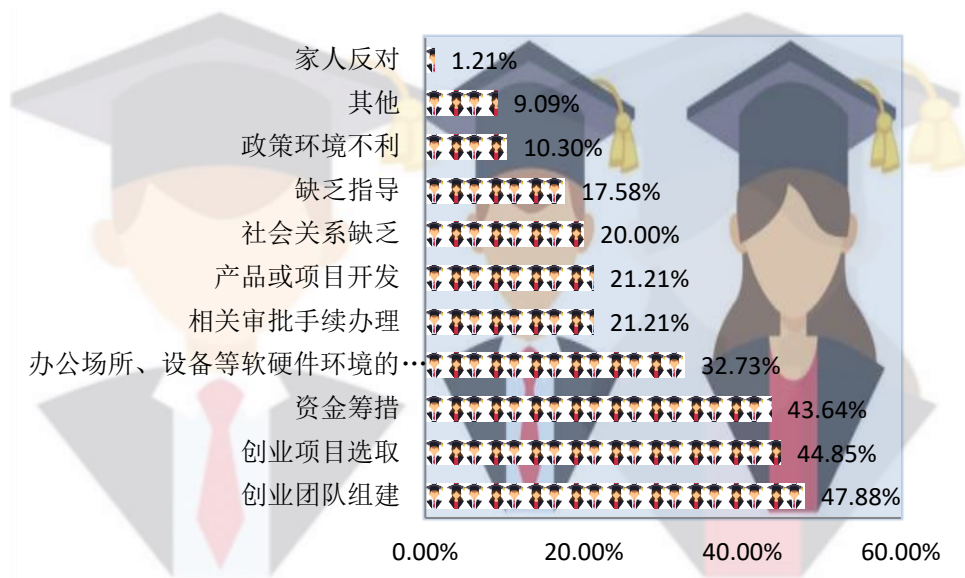 家人反对 1.21%
其他 9.09%
政策环境不利 10.30%
缺乏指导 17.58%
社会关系缺乏 20.00%
产品或项目开发 21.21%
相关审批手续办理 21.21%
办公场所、设备等软硬件环境的… 32.73%
资金筹措 43.64%
创业项目选取 44.85%
创业团队组建 47.88%
0.00% 20.00% 40.00% 60.00%